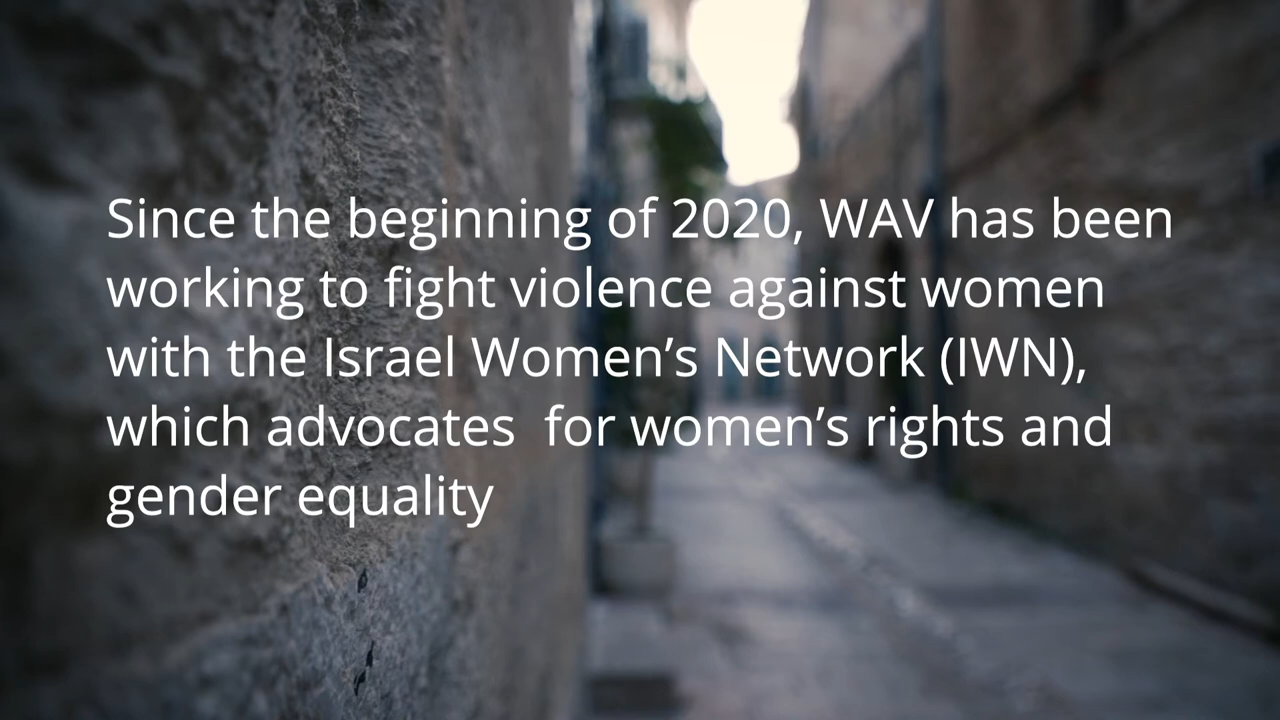 Since the beginning of 2020, WAV has been
working to fight violence against women
with the Israel Women’s Network (IWN),
which advocates  for women’s rights and
gender equality